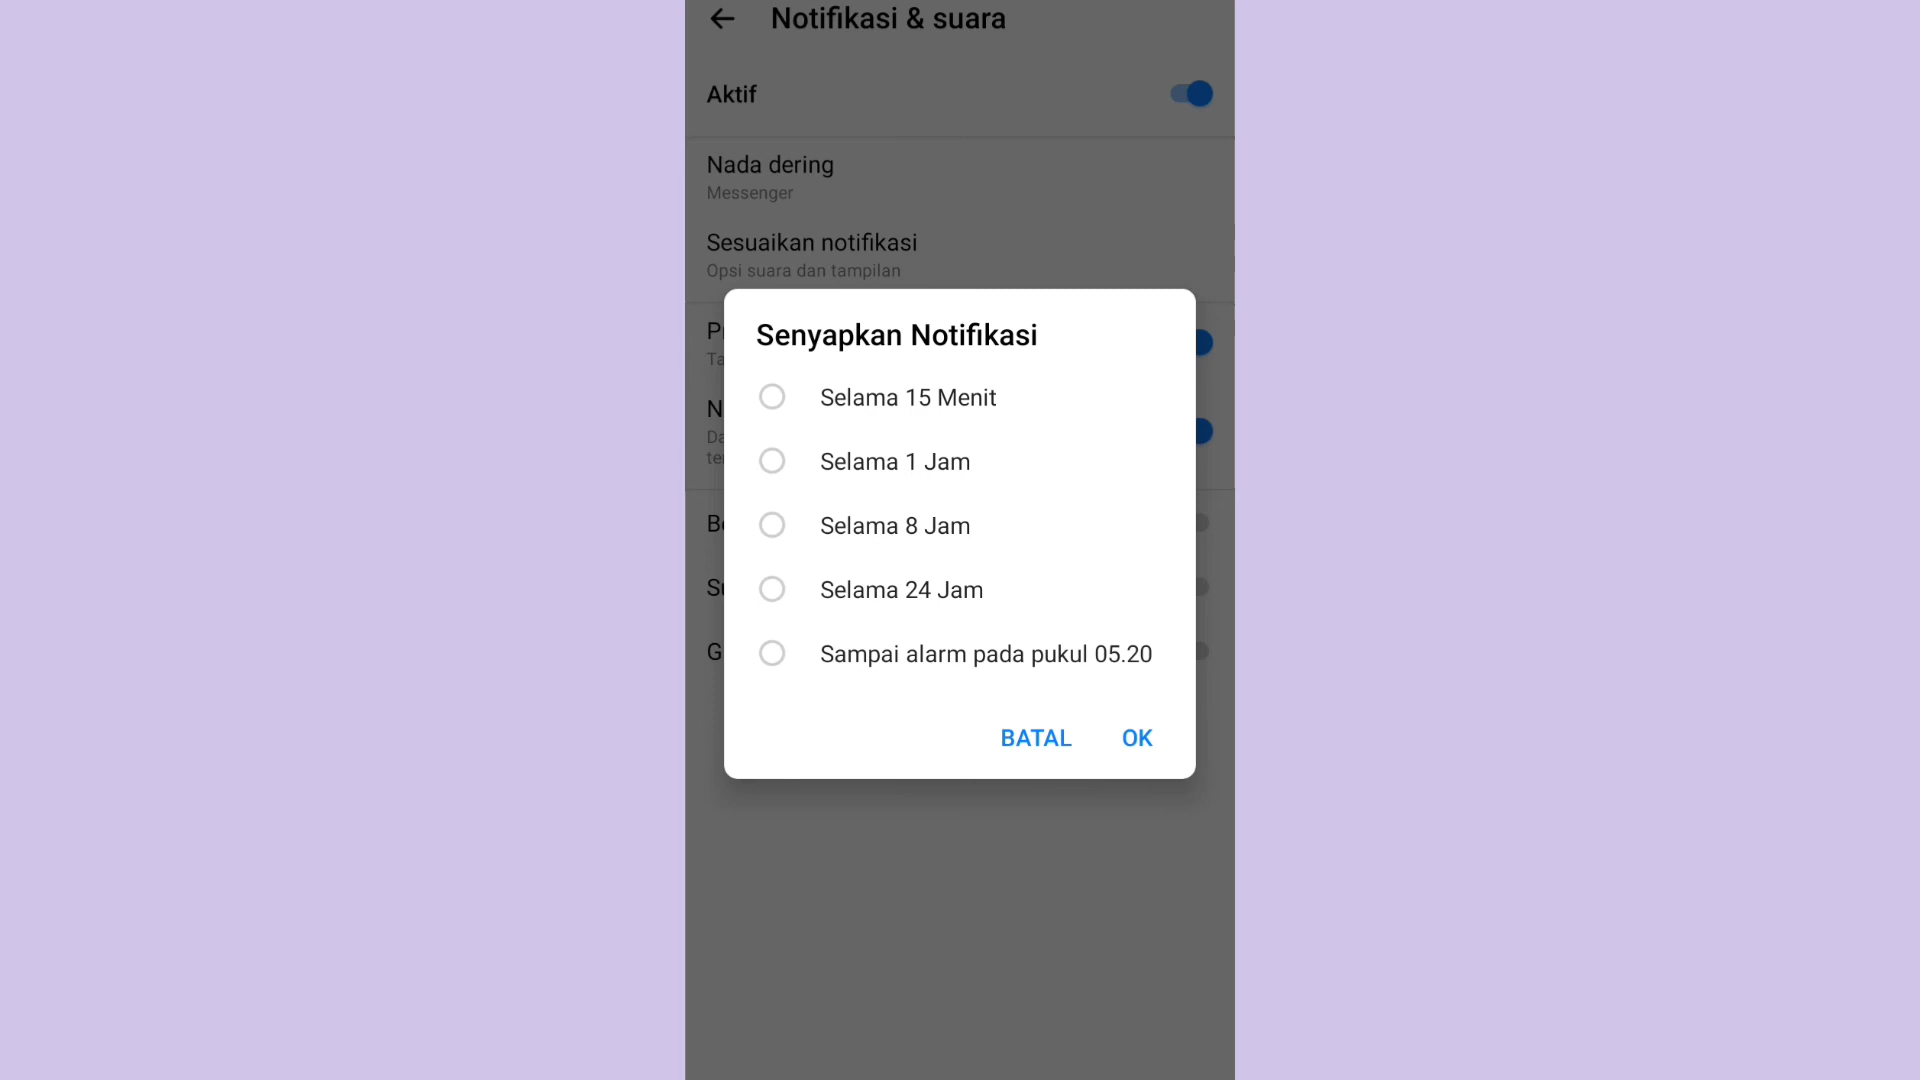 Notifikasi & suara
Aktif
Nada dering
Messenger
Sesuaikan notifikasi
Opsi suara dan tampilan
Senyapkan Notifikasi
Selama 15 Menit
Selama 1 Jam
Selama 8 Jam
Selama 24 Jam
Sampai alarm pada pukul 05.20
BATAL OK